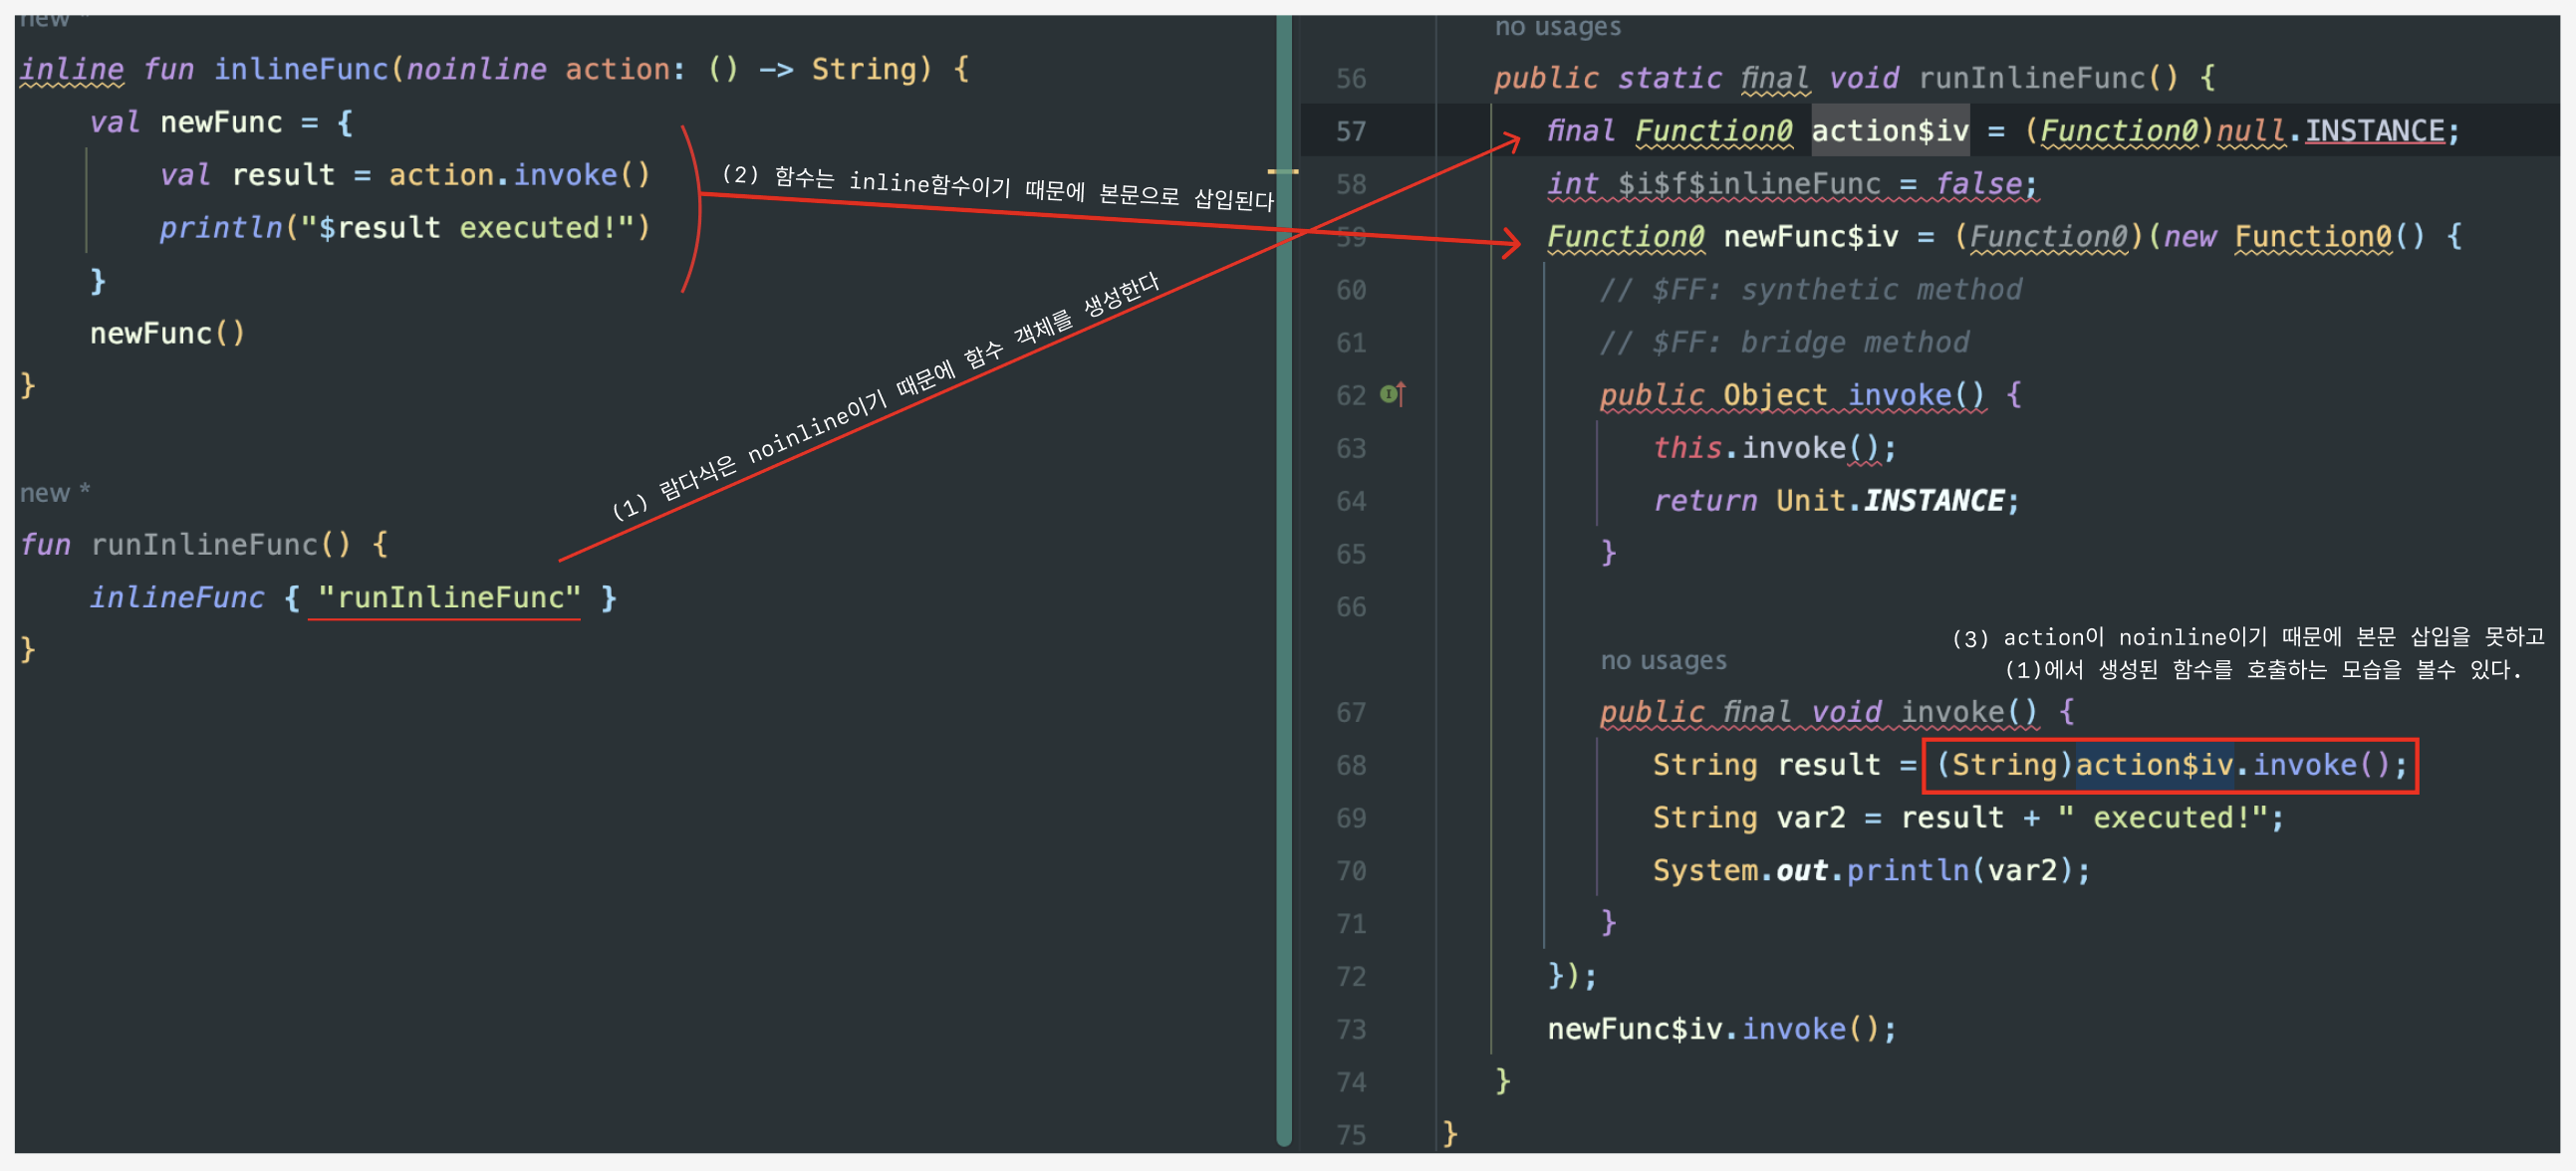 new *
inline fun inlineFunc(noinline action: () -> String) {
val newFunc = {
val result = action.invoke()
println("$result executed!")
}
newFunc()
}
new *
fun runInlineFunc() {
inlineFunc { "runInlineFunc" }
}
(2) 함수는 inline함수이기 때문에 본문으로 삽입된다
(1) 람다식은 noinline이기 때문에 함수 객체를 생성한다
no usages
56 public static final void runInlineFunc() {
57 final Function0 action$iv = (Function0)null.INSTANCE;
58 int $i$f$inlineFunc = false;
59 Function0 newFunc$iv = (Function0)(new Function0() {
60 // $FF: synthetic method
61 // $FF: bridge method
62 public Object invoke() {
63 this.invoke();
64 return Unit.INSTANCE;
65 }
66
(3) action이 noinline이기 때문에 본문 삽입을 못하고
(1)에서 생성된 함수를 호출하는 모습을 볼수 있다.
no usages
67 public final void invoke() {
68 String result = (String)action$iv.invoke();
69 String var2 = result + " executed!";
70 System.out.println(var2);
71 }
72 });
73 newFunc$iv.invoke();
74 }
75 }